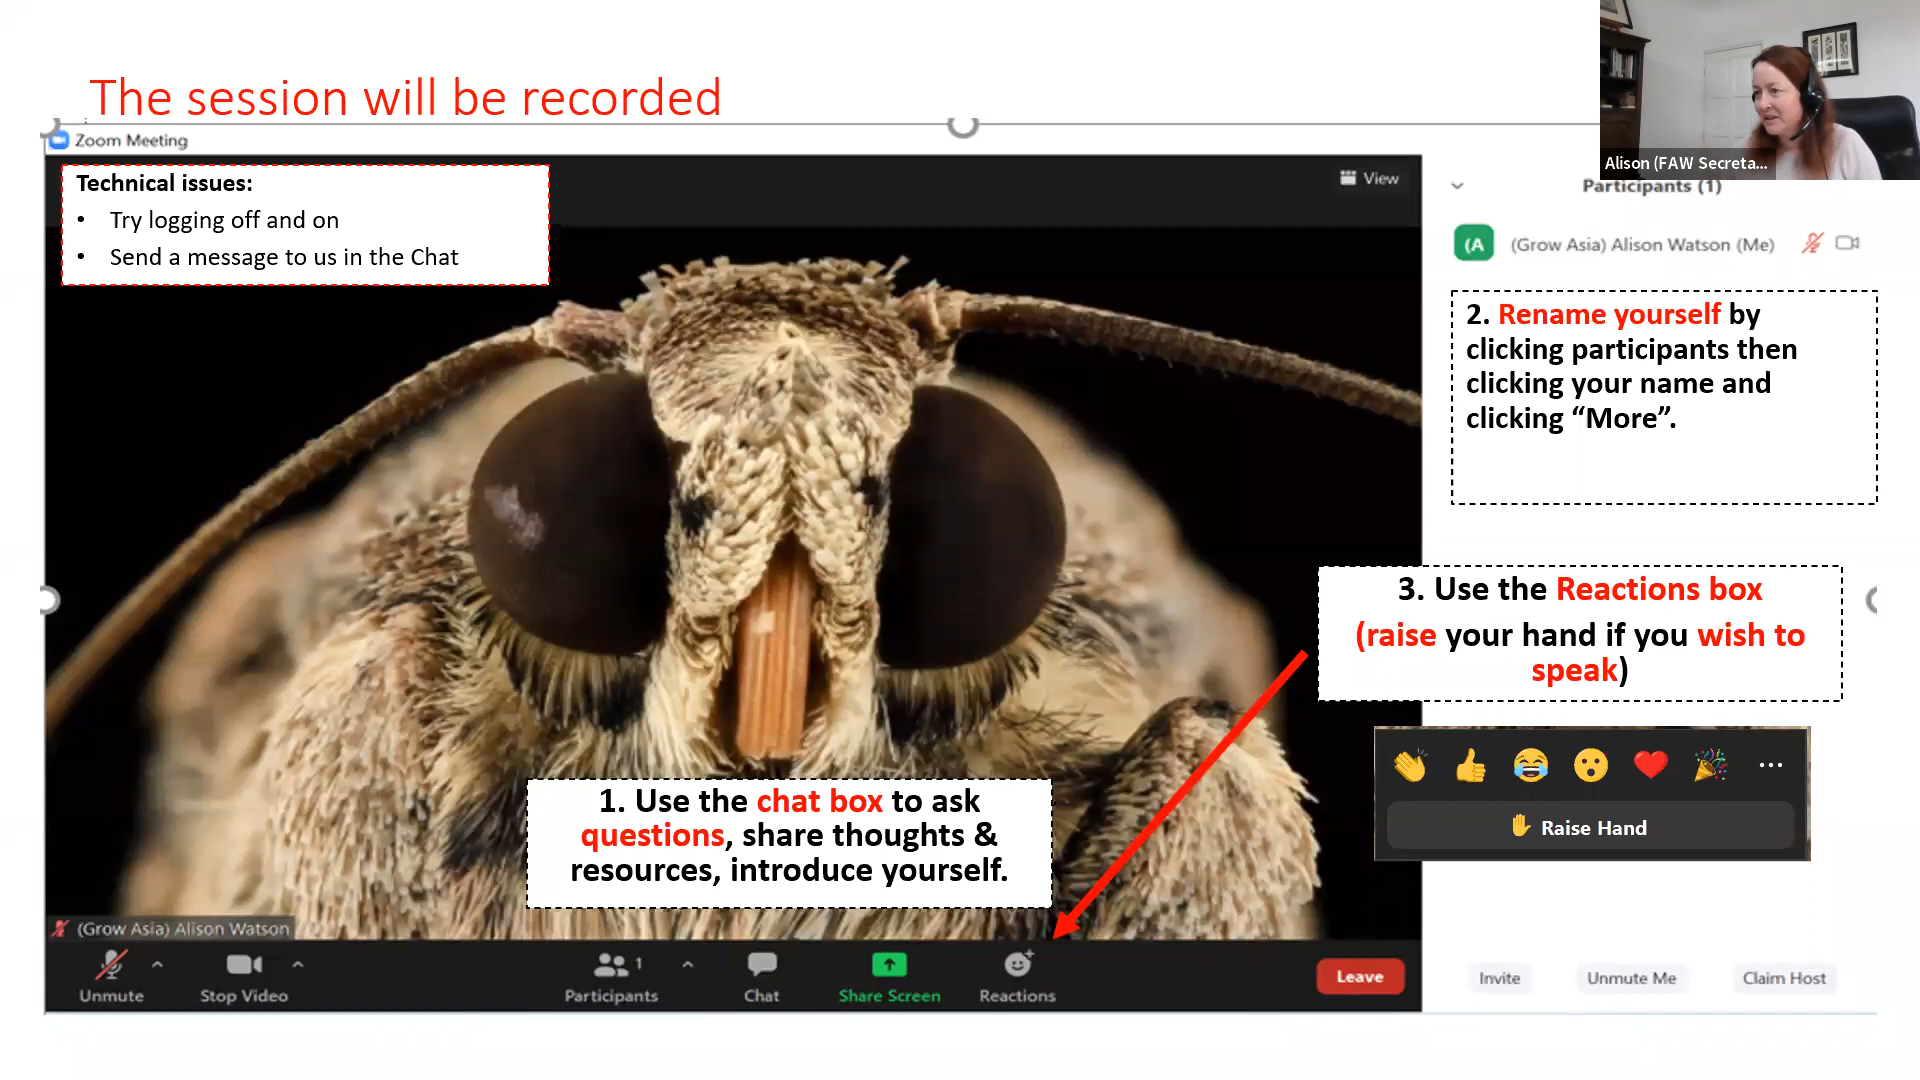 The session will be recorded
Alison (FAW Secreta...
Zoom Meeting
Technical issues:
• Try logging off and on
• Send a message to us in the Chat
View
Participants (1)
(A
(Grow Asia) Alison Watson (Me)
2. Rename yourself by
clicking participants then
clicking your name and
clicking “More”.
3. Use the Reactions box
(raise your hand if you wish to
speak)
Raise Hand
1. Use the chat box to ask
questions, share thoughts &
resources, introduce yourself.
(Grow Asia) Alison Watson
Unmute
Stop Video
Participants
1
Chat
Share Screen
Reactions
Leave
Invite
Unmute Me
Claim Host